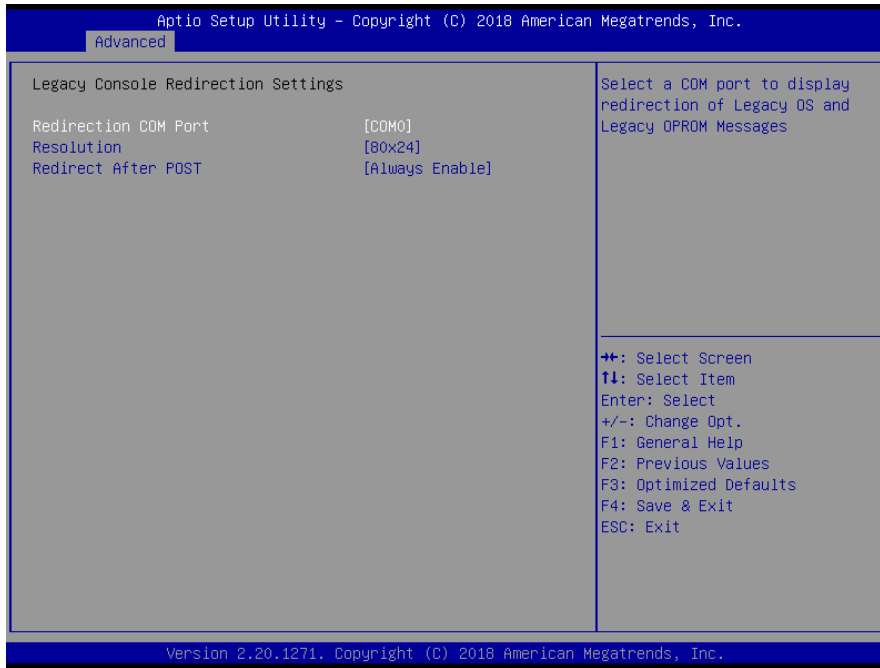 Aptio Setup Utility – Copyright (C) 2018 American Megatrends, Inc.
Advanced
Legacy Console Redirection Settings
Redirection COM Port [COM0]
Resolution [80x24]
Redirect After POST [Always Enable]
Select a COM port to display
redirection of Legacy OS and
Legacy OPROM Messages
→←: Select Screen
↑↓: Select Item
Enter: Select
+/-: Change Opt.
F1: General Help
F2: Previous Values
F3: Optimized Defaults
F4: Save & Exit
ESC: Exit
Version 2.20.1271. Copyright (C) 2018 American Megatrends, Inc.